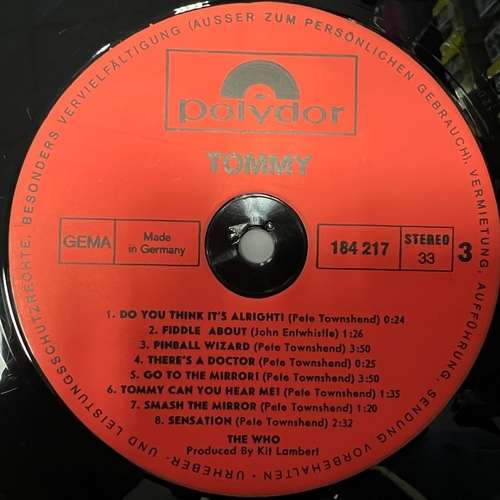 URHEBER- UND LEISTUNGSSCHUTZRECHTE, BESONDERS VERVIELFÄLTIGUNG (AUSSER ZUM PERSÖNLICHEN GEBRAUCH), VERMIETUNG, AUFFÜHRUNG, SENDUNG VORBEHALTEN ·
polydor
TOMMY
GEMA
Made
in Germany
184 217
STEREO
33
3
1. DO YOU THINK IT'S ALRIGHT! (Pete Townshend) 0:24
2. FIDDLE ABOUT (John Entwhistle) 1:26
3. PINBALL WIZARD (Pete Townshend) 3:50
4. THERE'S A DOCTOR (Pete Townshend) 0:25
5. GO TO THE MIRROR! (Pete Townshend) 3:50
6. TOMMY CAN YOU HEAR ME! (Pete Townshend) 1:35
7. SMASH THE MIRROR (Pete Townshend) 1:20
8. SENSATION (Pete Townshend) 2:32
THE WHO
Produced By Kit Lambert